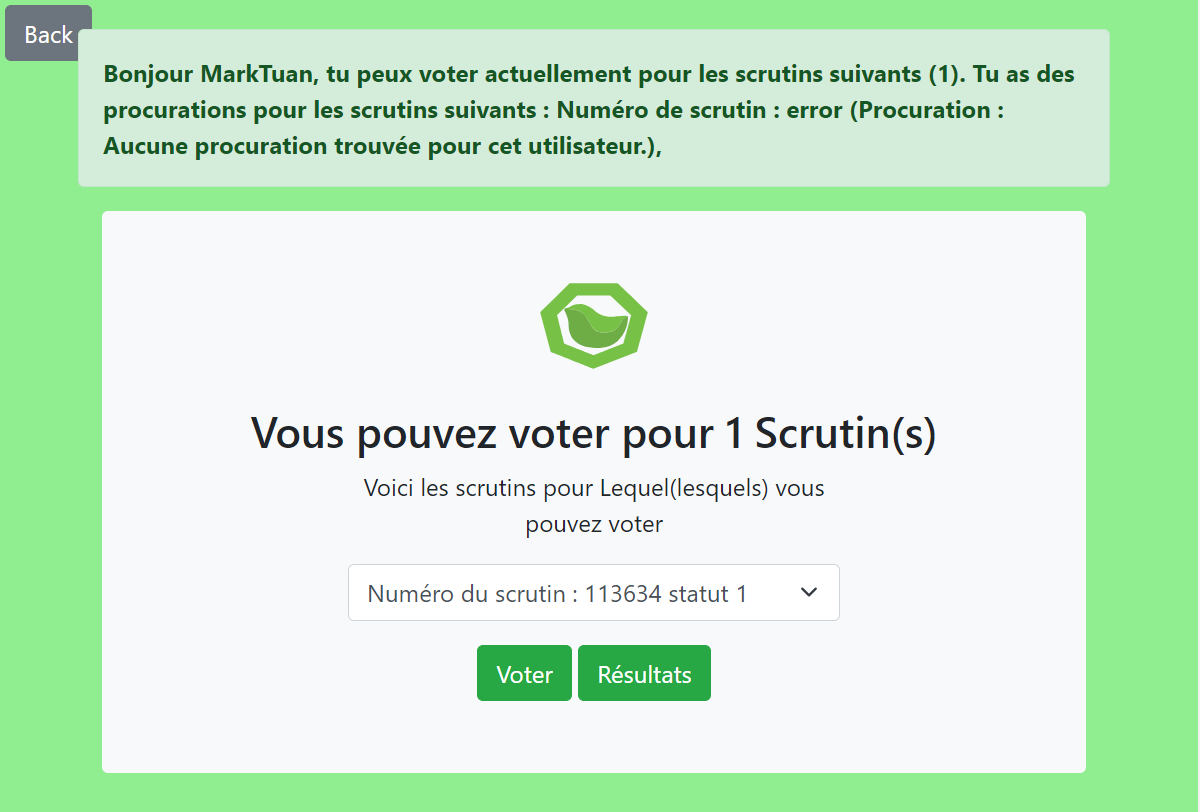 Back
Bonjour MarkTuan, tu peux voter actuellement pour les scrutins suivants (1). Tu as des
procurations pour les scrutins suivants : Numéro de scrutin : error (Procuration :
Aucune procuration trouvée pour cet utilisateur.),
Vous pouvez voter pour 1 Scrutin(s)
Voici les scrutins pour Lequel(lesquels) vous
pouvez voter
Numéro du scrutin : 113634 statut 1
Voter Résultats